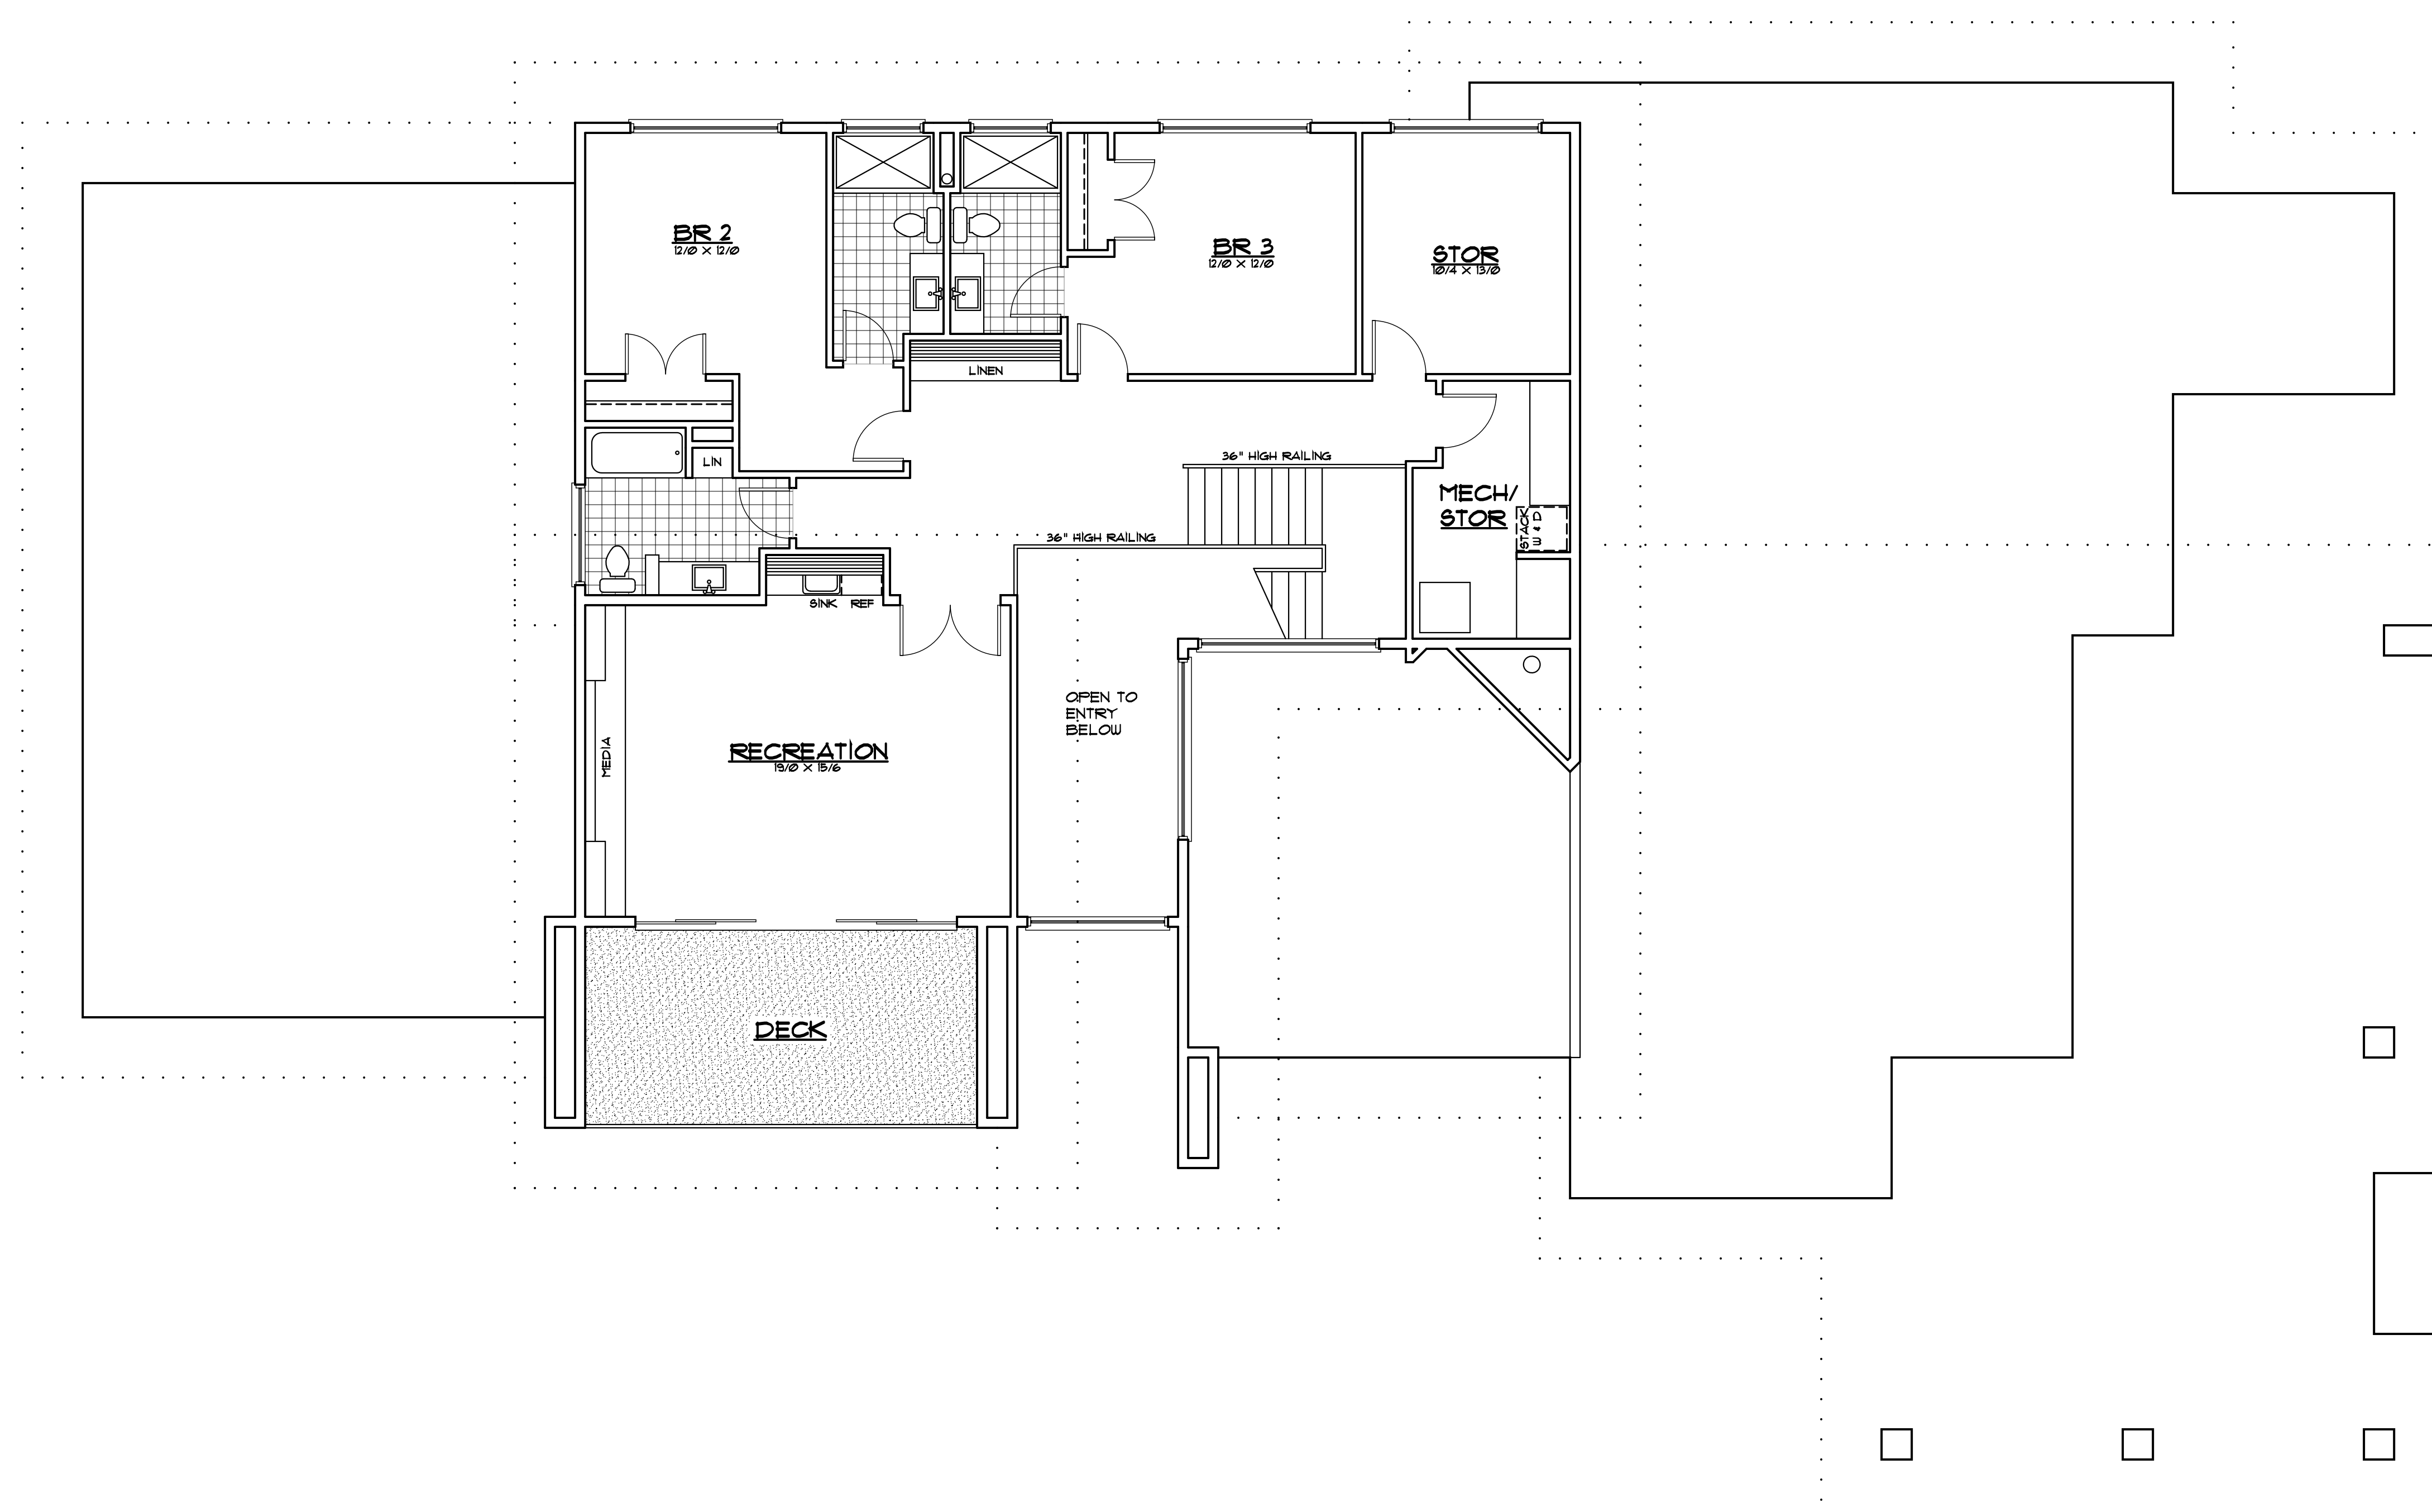 BR 2
12/0 X 12/0
BR 3
12/0 X 12/0
STOR
10/4 X 13/0
LINEN
LIN
36" HIGH RAILING
MECH/
STOR
STACK
W & D
36" HIGH RAILING
SINK REF
OPEN TO
ENTRY
BELOW
MEDIA
RECREATION
19/0 X 15/6
DECK